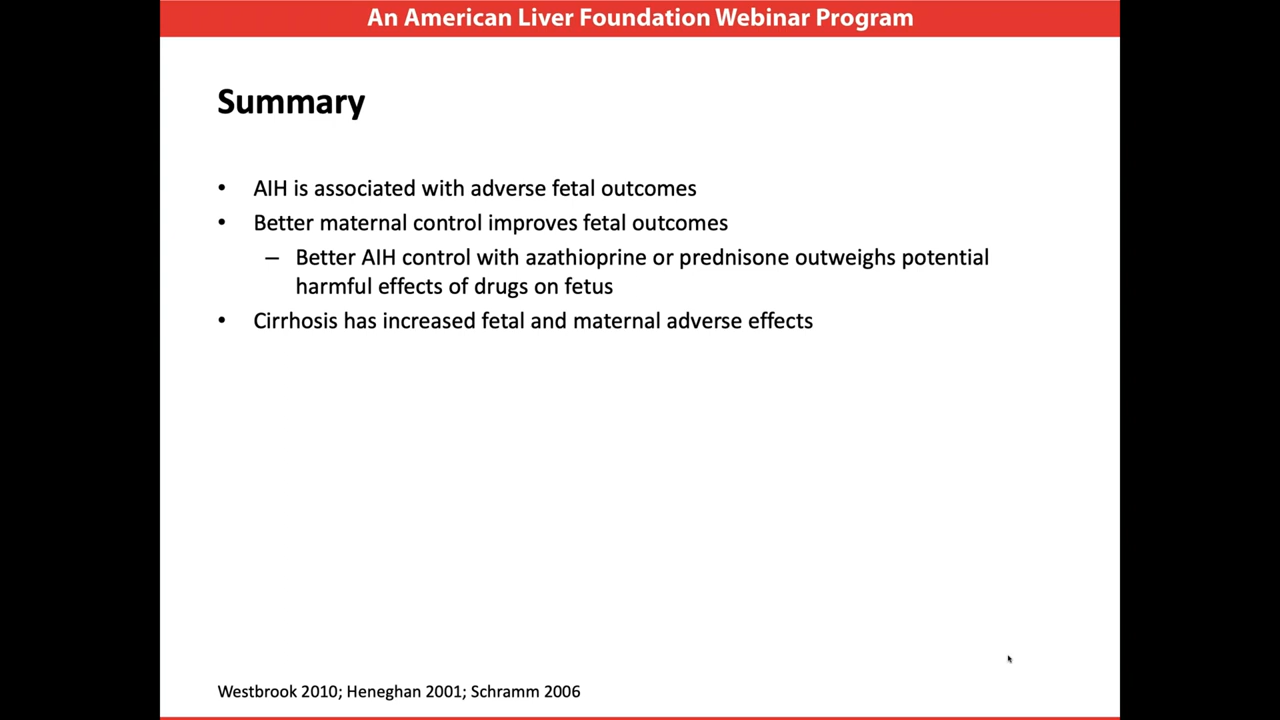 An American Liver Foundation Webinar Program
Summary
• AIH is associated with adverse fetal outcomes
• Better maternal control improves fetal outcomes
– Better AIH control with azathioprine or prednisone outweighs potential
harmful effects of drugs on fetus
• Cirrhosis has increased fetal and maternal adverse effects
Westbrook 2010; Heneghan 2001; Schramm 2006